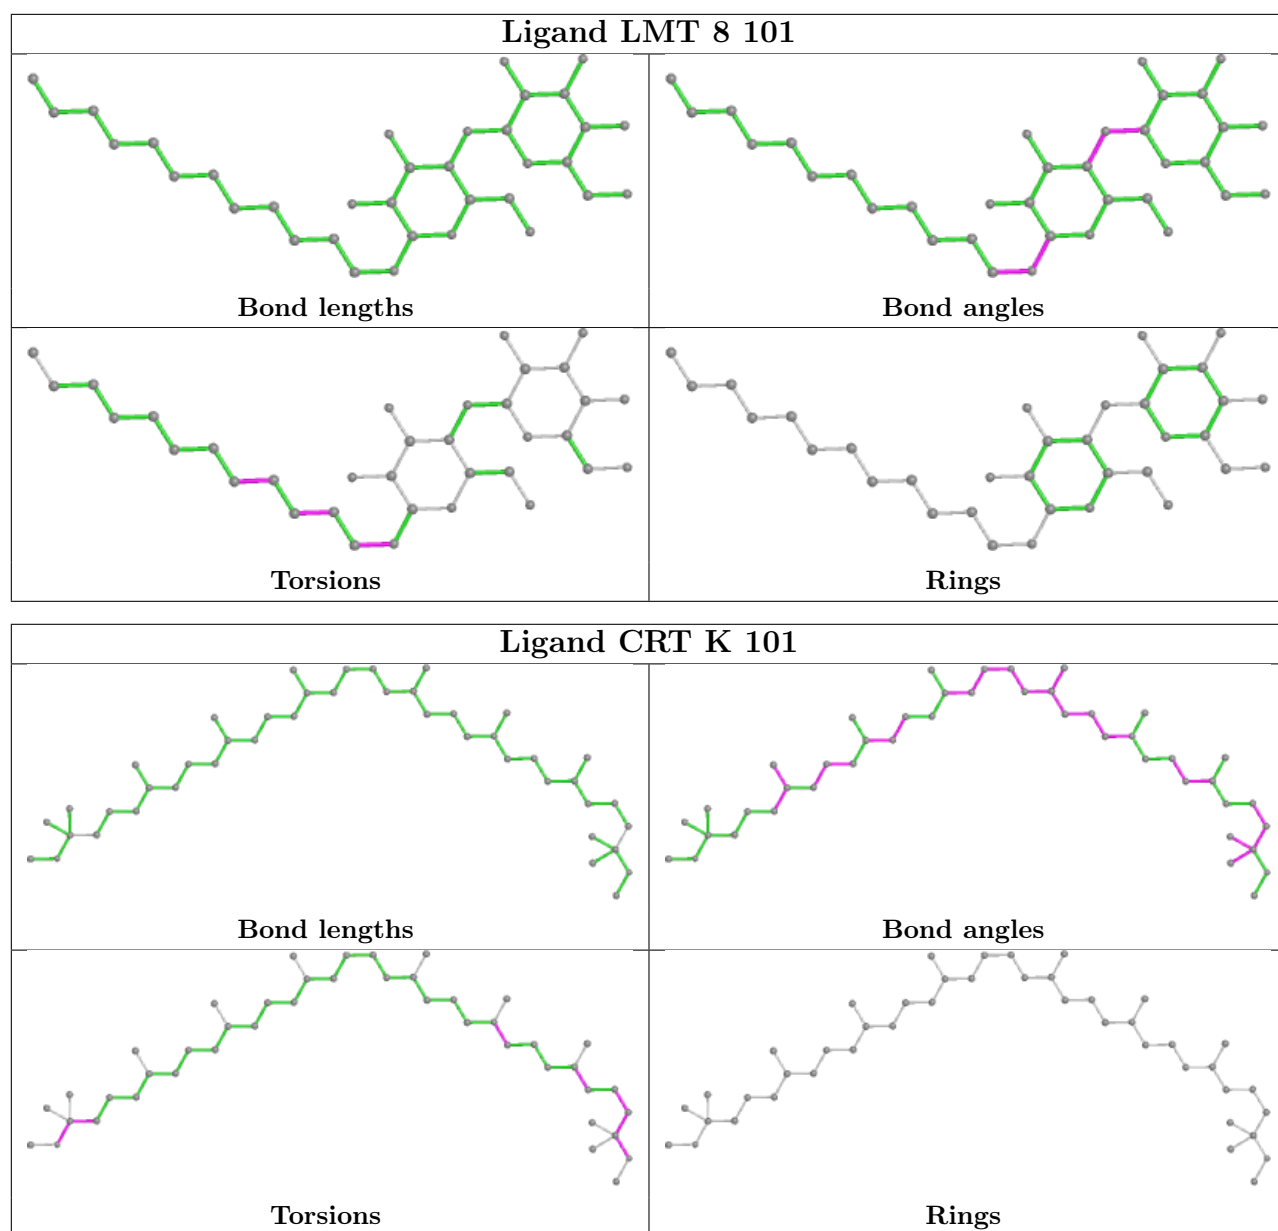 Ligand LMT 8 101
Bond lengths
Bond angles
Torsions
Rings
Ligand CRT K 101
Bond lengths
Bond angles
Torsions
Rings